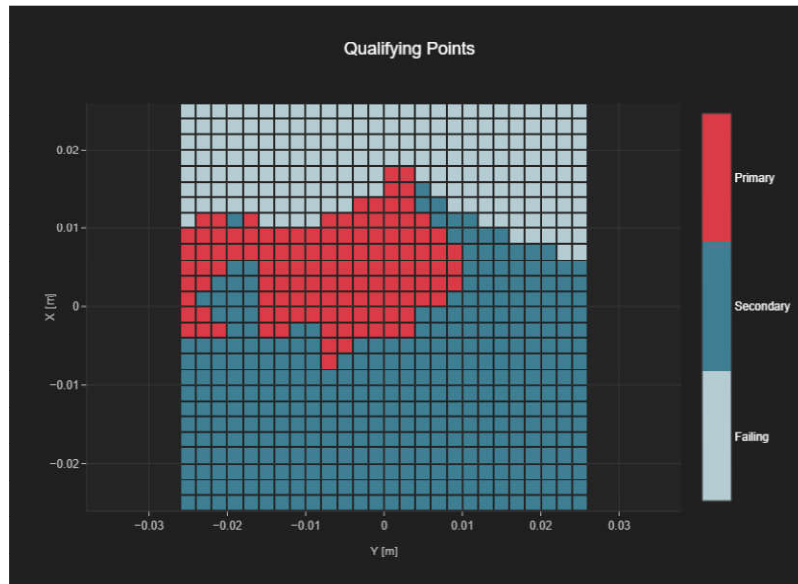 Qualifying Points
Primary
Secondary
Failing
X [m]
0.02
0.01
0
−0.01
−0.02
−0.03
−0.02
−0.01
0
0.01
0.02
0.03
Y [m]